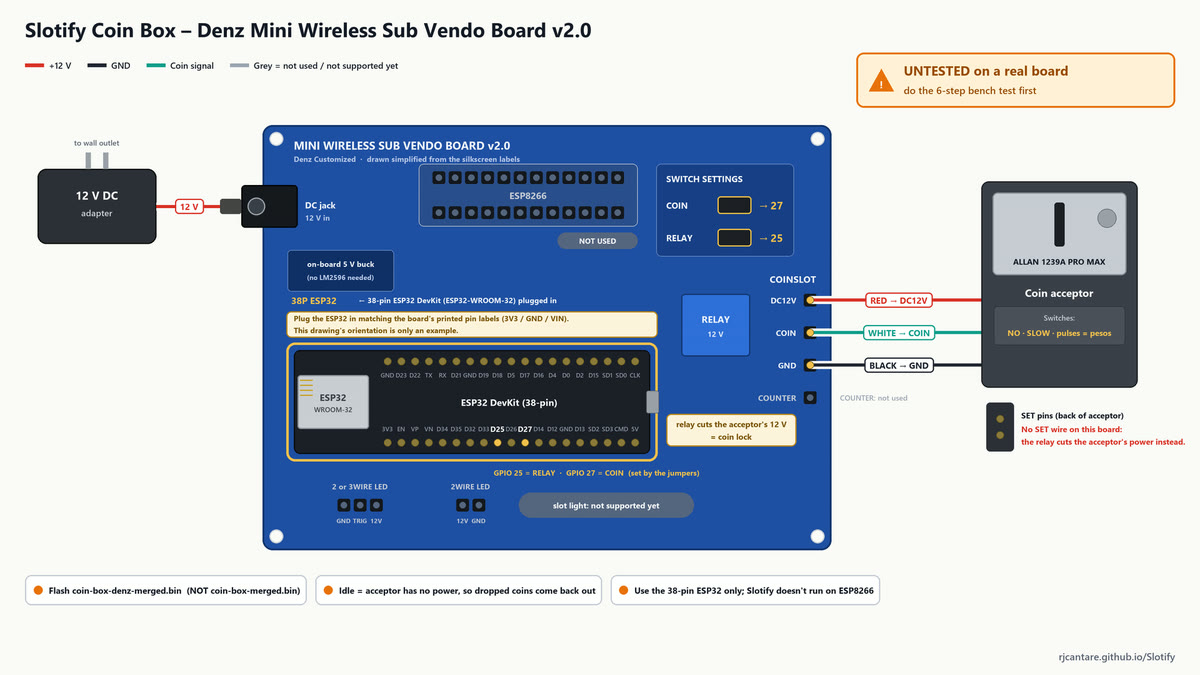 Slotify Coin Box – Denz Mini Wireless Sub Vendo Board v2.0
+12 V
GND
Coin signal
Grey = not used / not supported yet
!
UNTESTED on a real board
do the 6-step bench test first
to wall outlet
12 V DC
adapter
12 V
MINI WIRELESS SUB VENDO BOARD v2.0
Denz Customized · drawn simplified from the silkscreen labels
DC jack
12 V in
ESP8266
NOT USED
SWITCH SETTINGS
COIN
→ 27
RELAY
→ 25
on-board 5 V buck
(no LM2596 needed)
38P ESP32
← 38-pin ESP32 DevKit (ESP32-WROOM-32) plugged in
Plug the ESP32 in matching the board's printed pin labels (3V3 / GND / VIN).
This drawing's orientation is only an example.
GND D23 D22 TX RX D21 GND D19 D18 D5 D17 D16 D4 D0 D2 D15 SD1 SD0 CLK
ESP32
WROOM-32
ESP32 DevKit (38-pin)
3V3 EN VP VN D34 D35 D32 D33 D25 D26 D27 D14 D12 GND D13 SD2 SD3 CMD 5V
GPIO 25 = RELAY · GPIO 27 = COIN (set by the jumpers)
RELAY
12 V
COINSLOT
DC12V
COIN
GND
COUNTER
COUNTER: not used
relay cuts the acceptor's 12 V
= coin lock
RED → DC12V
WHITE → COIN
BLACK → GND
ALLAN 1239A PRO MAX
Coin acceptor
Switches:
NO · SLOW · pulses = pesos
SET pins (back of acceptor)
No SET wire on this board:
the relay cuts the acceptor's power instead.
2 or 3WIRE LED
GND TRIG 12V
2WIRE LED
12V GND
slot light: not supported yet
Flash coin-box-denz-merged.bin (NOT coin-box-merged.bin)
Idle = acceptor has no power, so dropped coins come back out
Use the 38-pin ESP32 only; Slotify doesn't run on ESP8266
rjcantare.github.io/Slotify